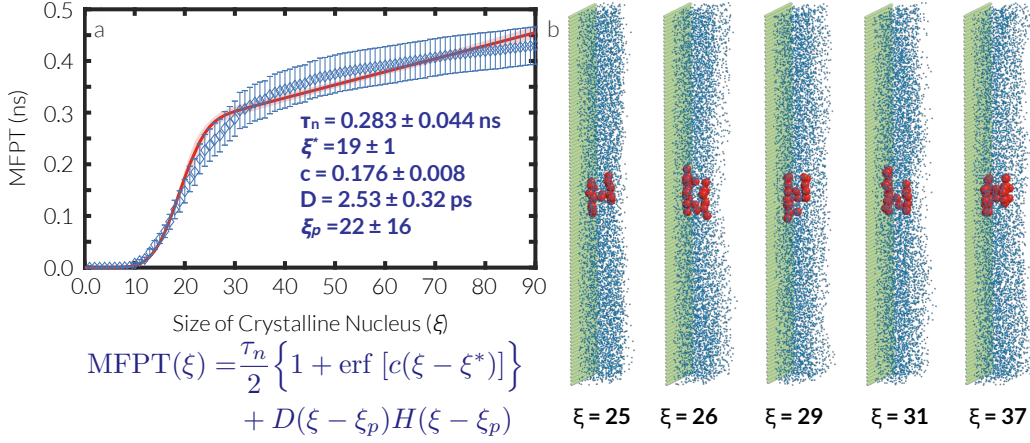 a
b
MFPT (ns)
0.5
0.4
0.3
0.2
0.1
0.0
τn = 0.283 ± 0.044 ns
ξ* =19 ± 1
c = 0.176 ± 0.008
D = 2.53 ± 0.32 ps
ξp =22 ± 16
0.0 10 20 30 40 50 60 70 80 90
Size of Crystalline Nucleus (ξ)
MFPT(ξ) = τn/2 {1 + erf [c(ξ − ξ*)]}
+ D(ξ − ξp)H(ξ − ξp)
ξ = 25 ξ = 26 ξ = 29 ξ = 31 ξ = 37